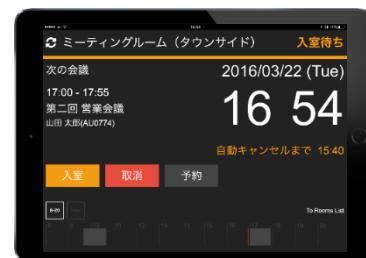 ミーティングルーム（タウンサイド）
入室待ち
次の会議
2016/03/22 (Tue)
17:00 - 17:55
第二回 営業会議
山田 太郎(AU0774)
16 54
自動キャンセルまで 15:40
入室
取消
予約
8-20
To Rooms List